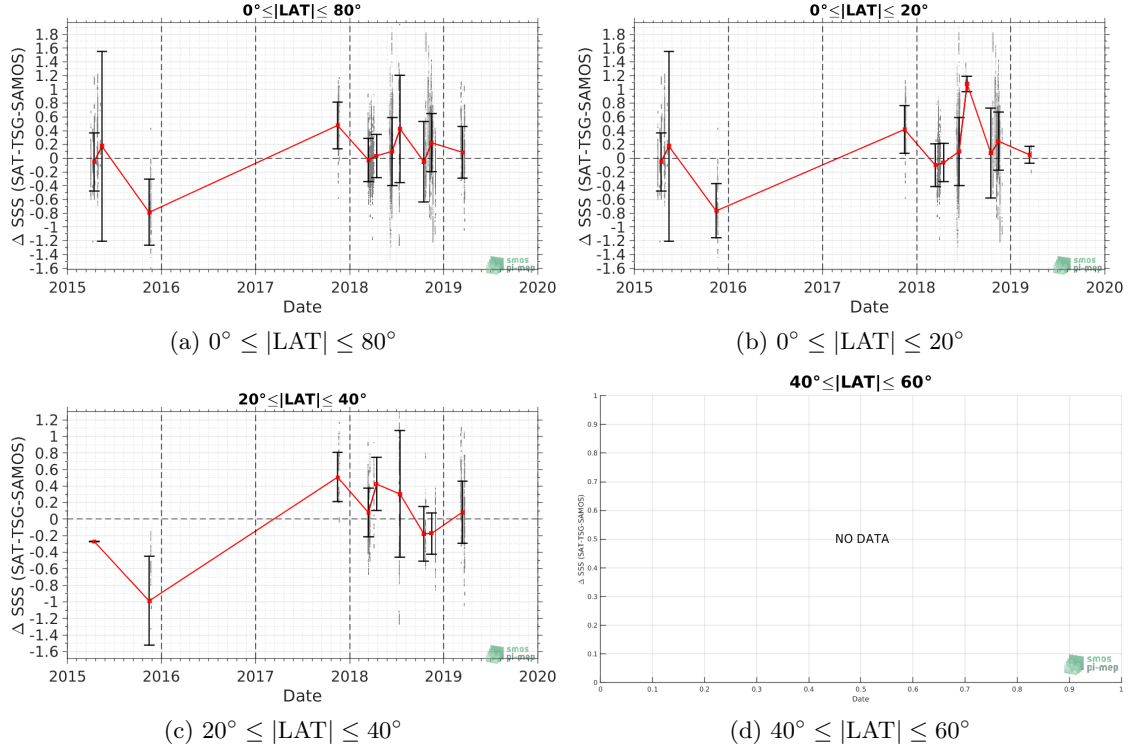 0°≤|LAT|≤ 80°
Δ SSS (SAT-TSG-SAMOS)
1.8
1.6
1.4
1.2
1
0.8
0.6
0.4
0.2
0
-0.2
-0.4
-0.6
-0.8
-1
-1.2
-1.4
-1.6
smos
pi-mep
2015 2016 2017 2018 2019 2020
Date
(a) 0° ≤ |LAT| ≤ 80°
0°≤|LAT|≤ 20°
Δ SSS (SAT-TSG-SAMOS)
1.8
1.6
1.4
1.2
1
0.8
0.6
0.4
0.2
0
-0.2
-0.4
-0.6
-0.8
-1
-1.2
-1.4
-1.6
smos
pi-mep
2015 2016 2017 2018 2019 2020
Date
(b) 0° ≤ |LAT| ≤ 20°
20°≤|LAT|≤ 40°
Δ SSS (SAT-TSG-SAMOS)
1.2
1
0.8
0.6
0.4
0.2
0
-0.2
-0.4
-0.6
-0.8
-1
-1.2
-1.4
-1.6
smos
pi-mep
2015 2016 2017 2018 2019 2020
Date
(c) 20° ≤ |LAT| ≤ 40°
40°≤|LAT|≤ 60°
Δ SSS (SAT-TSG-SAMOS)
1
0.9
0.8
0.7
0.6
0.5
0.4
0.3
0.2
0.1
0
NO DATA
smos
pi-mep
0 0.1 0.2 0.3 0.4 0.5 0.6 0.7 0.8 0.9 1
Date
(d) 40° ≤ |LAT| ≤ 60°